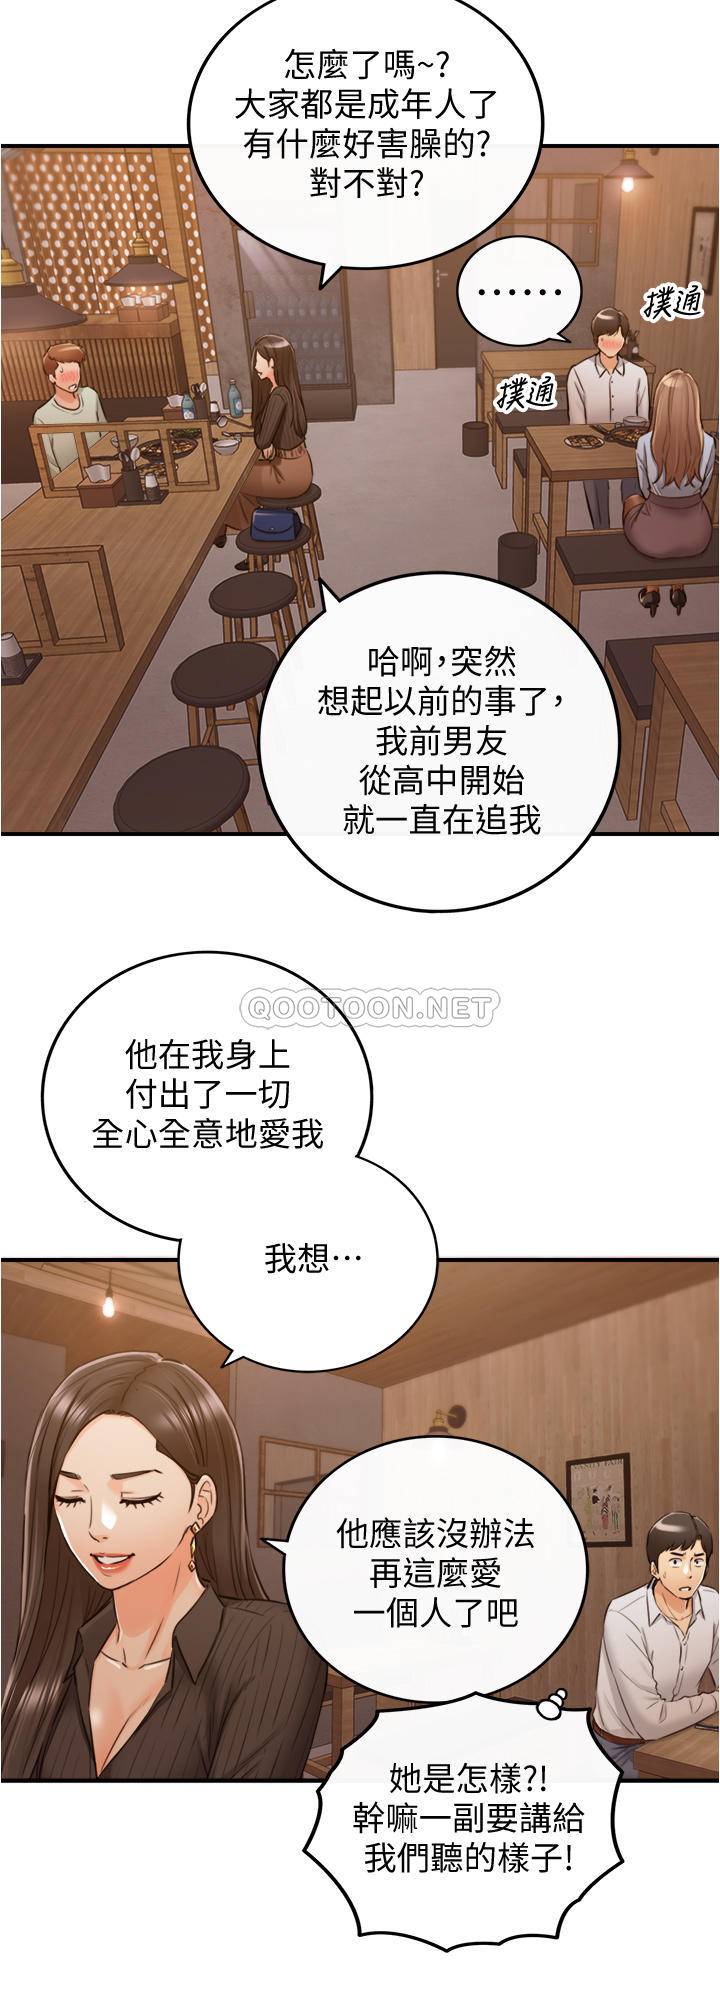 怎麼了嗎~?
大家都是成年人了
有什麼好害臊的?
對不對?
⋯⋯
撲通
撲通
哈啊，突然
想起以前的事了，
我前男友
從高中開始
就一直在追我
QOOTOON.NET
他在我身上
付出了一切
全心全意地愛我
我想⋯
他應該沒辦法
再這麼愛
一個人了吧
她是怎樣?!
幹嘛一副要講給
我們聽的樣子!